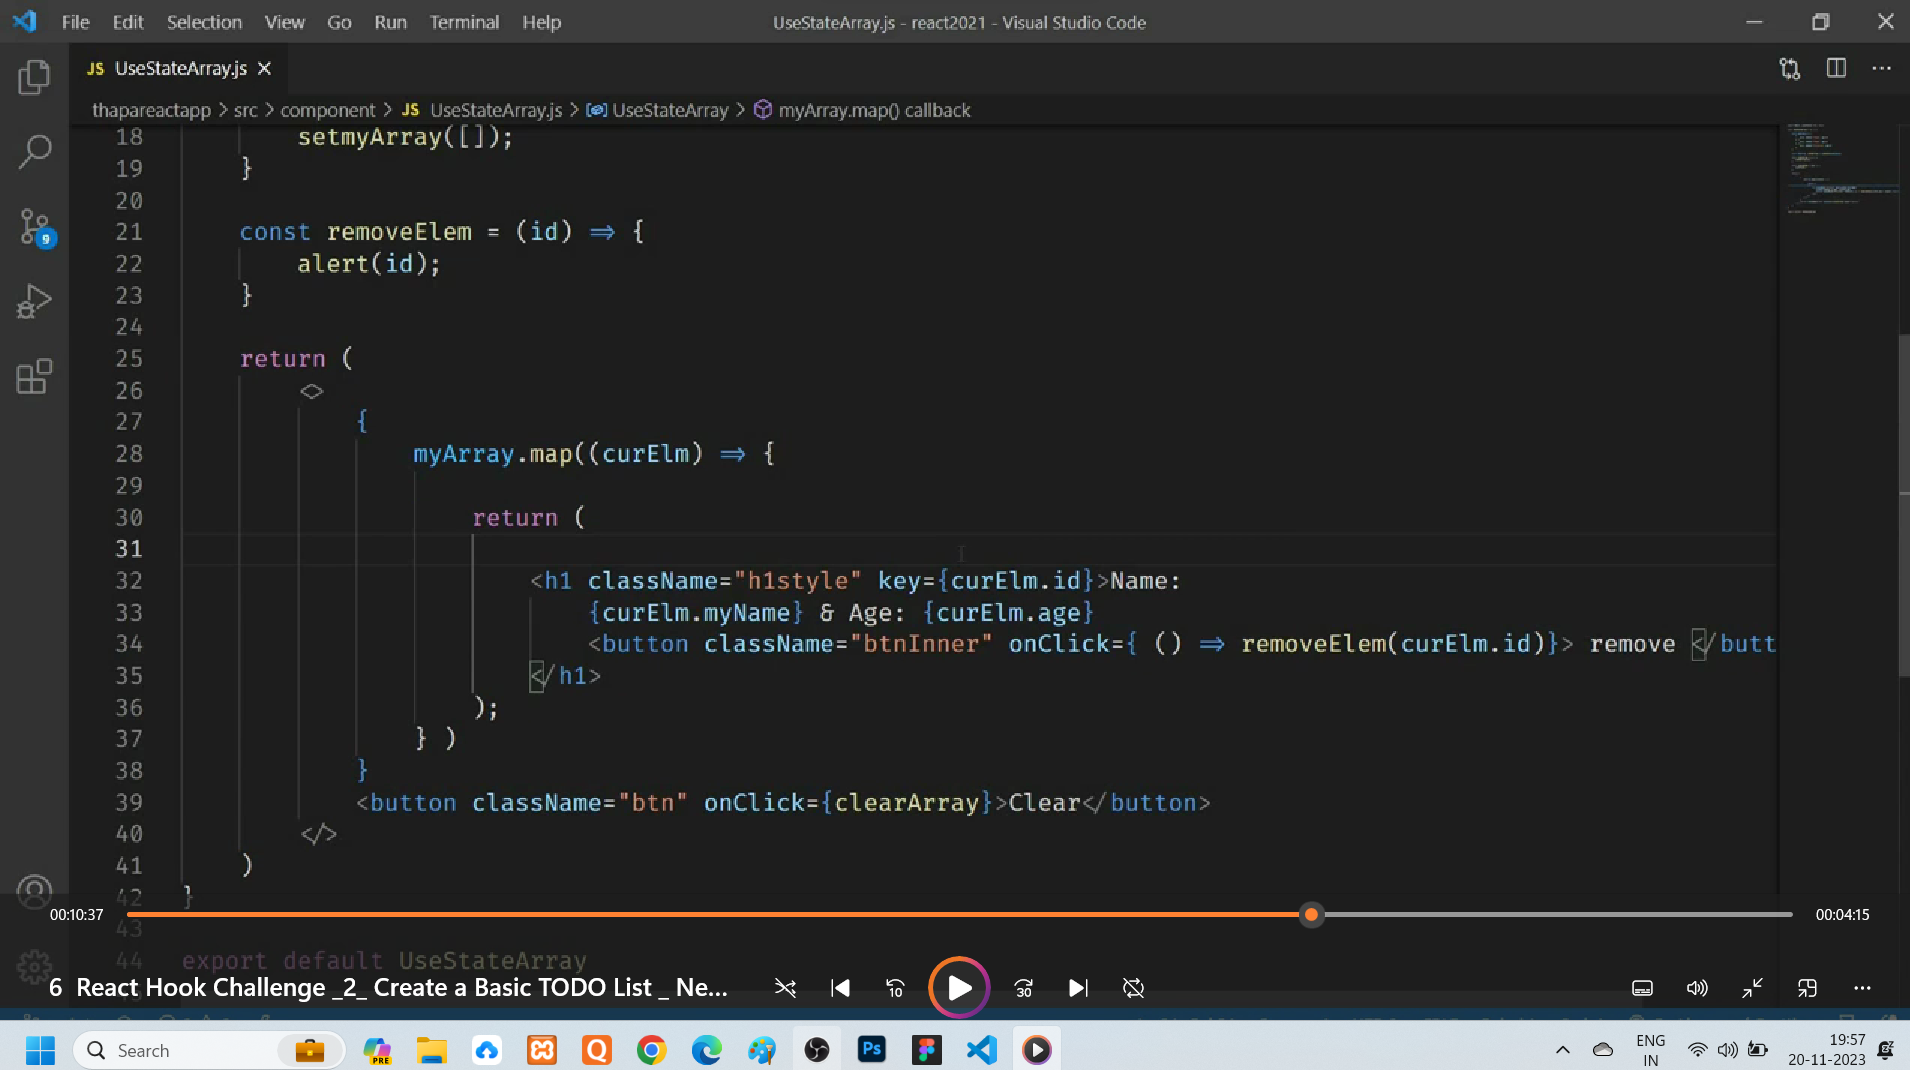 File Edit Selection View Go Run Terminal Help
UseStateArray.js - react2021 - Visual Studio Code
JS UseStateArray.js
thapareactapp > src > component > JS UseStateArray.js > UseStateArray > myArray.map() callback
18 setmyArray([]);
19 }
20
21 const removeElem = (id) => {
9
22 alert(id);
23 }
24
25 return (
26 <>
27 {
28 myArray.map((curElm) => {
29
30 return (
31
32 <h1 className="h1style" key={curElm.id}>Name:
33 {curElm.myName} & Age: {curElm.age}
34 <button className="btnInner" onClick={ () => removeElem(curElm.id)}> remove </butt
35 </h1>
36 );
37 } )
38 }
39 <button className="btn" onClick={clearArray}>Clear</button>
40 </>
41 )
42 }
00:10:37
00:04:15
43
44 export default UseStateArray
6 React Hook Challenge _2_ Create a Basic TODO List _ Ne...
10
30
Search
PRE
Ps
ENG
IN
19:57
20-11-2023